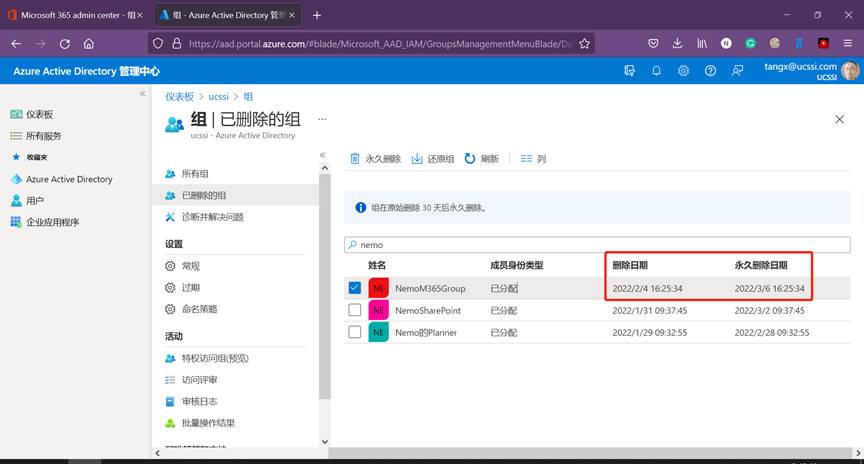 Microsoft 365 admin center - 组
组 - Azure Active Directory 管理
https://aad.portal.azure.com/#blade/Microsoft_AAD_IAM/GroupsManagementMenuBlade/De
Azure Active Directory 管理中心
tangx@ucssi.com
UCSSI
仪表板
所有服务
收藏夹
Azure Active Directory
用户
企业应用程序
仪表板 > ucssi > 组
组 | 已删除的组 ...
ucssi - Azure Active Directory
所有组
已删除的组
诊断并解决问题
设置
常规
过期
命名策略
活动
特权访问组(预览)
访问评审
审核日志
批量操作结果
永久删除 还原组 刷新 列
组在原始删除 30 天后永久删除。
nemo
姓名 成员身份类型 删除日期 永久删除日期
NE NemoM365Group 已分配 2022/2/4 16:25:34 2022/3/6 16:25:34
NE NemoSharePoint 已分配 2022/1/31 09:37:45 2022/3/2 09:37:45
NE Nemo的Planner 已分配 2022/1/29 09:32:55 2022/2/28 09:32:55